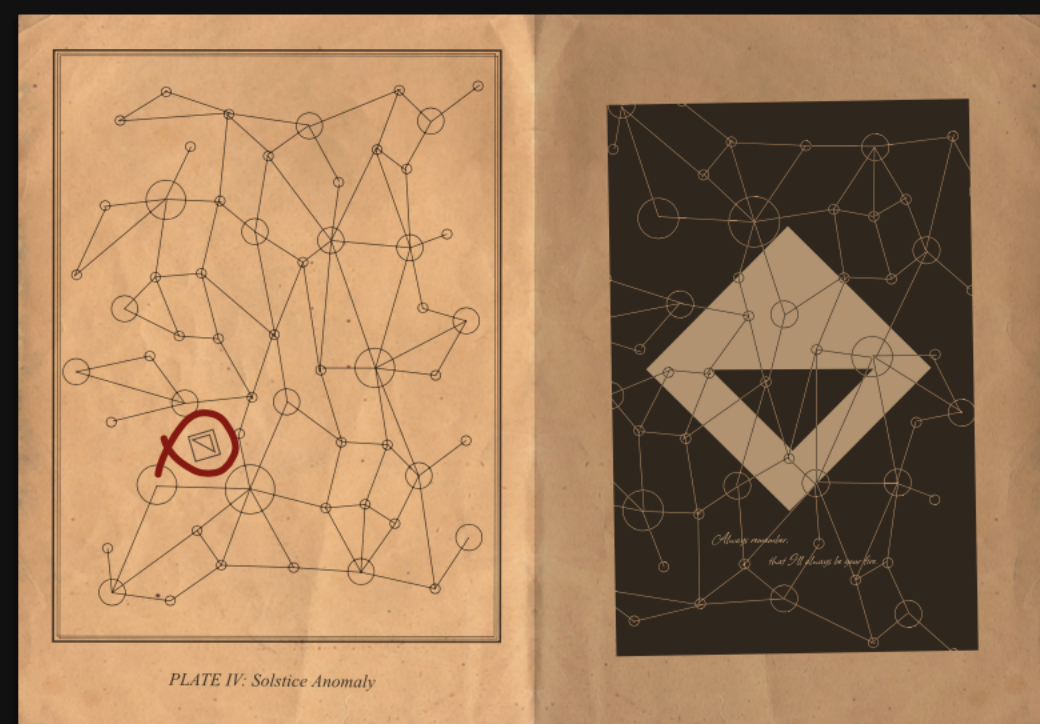 PLATE IV: Solstice Anomaly
Always remember,
that I'll always be your fire.